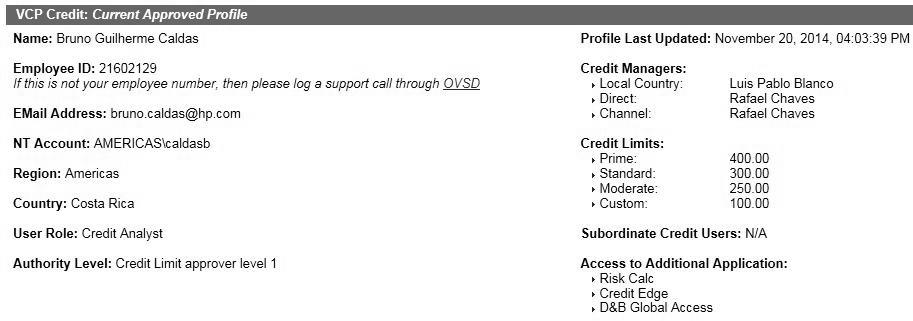 VCP Credit: Current Approved Profile
Name: Bruno Guilherme Caldas
Employee ID: 21602129
If this is not your employee number, then please log a support call through OVSD
EMail Address: bruno.caldas@hp.com
NT Account: AMERICAS\caldasb
Region: Americas
Country: Costa Rica
User Role: Credit Analyst
Authority Level: Credit Limit approver level 1
Profile Last Updated: November 20, 2014, 04:03:39 PM
Credit Managers:
Local Country: Luis Pablo Blanco
Direct: Rafael Chaves
Channel: Rafael Chaves
Credit Limits:
Prime: 400.00
Standard: 300.00
Moderate: 250.00
Custom: 100.00
Subordinate Credit Users: N/A
Access to Additional Application:
Risk Calc
Credit Edge
D&B Global Access